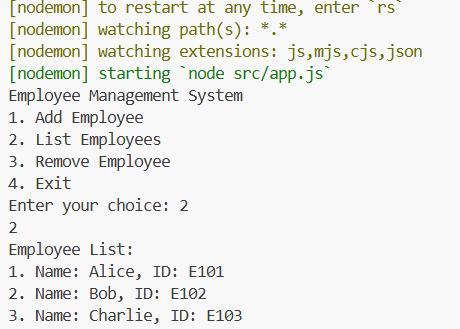 [nodemon] to restart at any time, enter `rs`
[nodemon] watching path(s): *.*
[nodemon] watching extensions: js,mjs,cjs,json
[nodemon] starting `node src/app.js`
Employee Management System
1. Add Employee
2. List Employees
3. Remove Employee
4. Exit
Enter your choice: 2
2
Employee List:
1. Name: Alice, ID: E101
2. Name: Bob, ID: E102
3. Name: Charlie, ID: E103